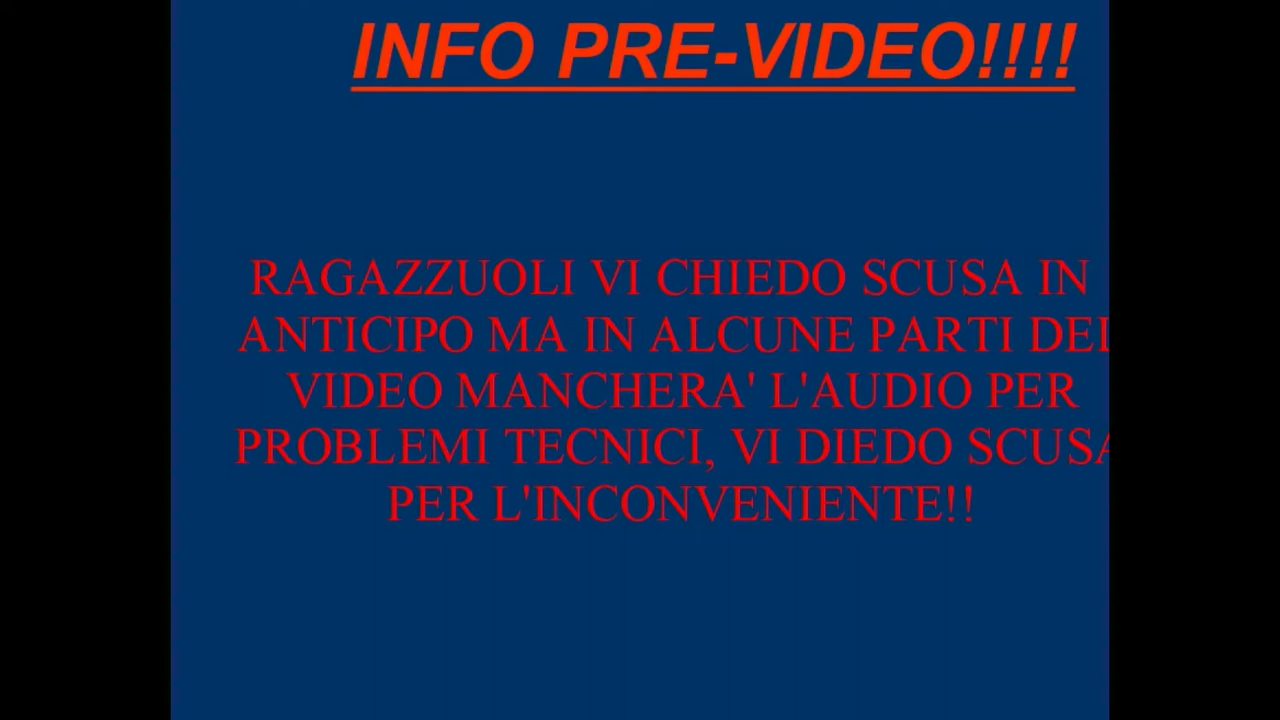 INFO PRE-VIDEO!!!!
RAGAZZUOLI VI CHIEDO SCUSA IN
ANTICIPO MA IN ALCUNE PARTI DEL
VIDEO MANCHERA' L'AUDIO PER
PROBLEMI TECNICI, VI DIEDO SCUSA
PER L'INCONVENIENTE!!